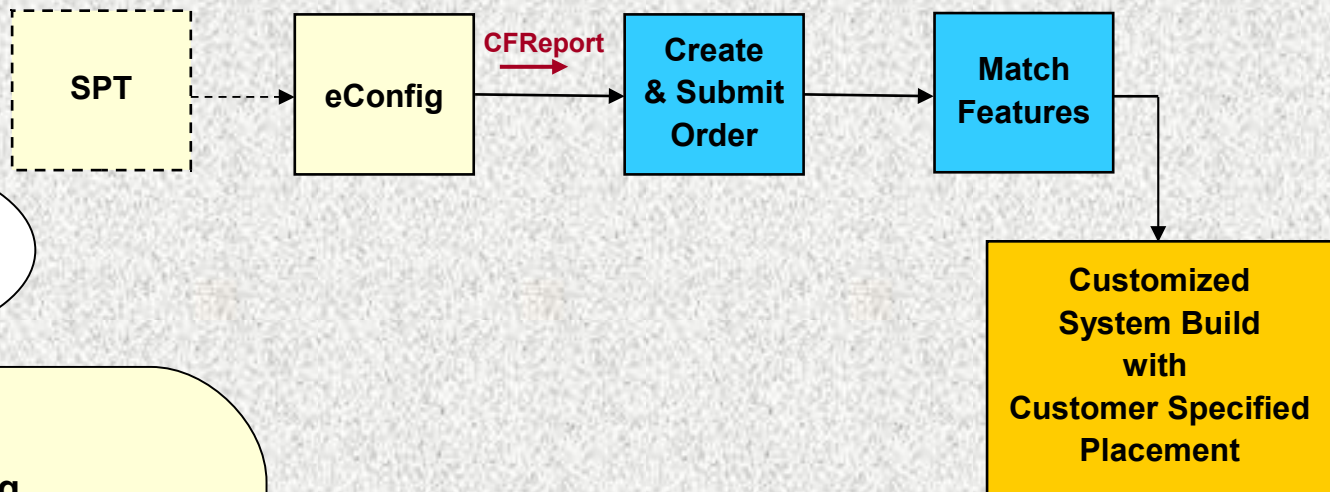 SPT
eConfig
CFReport
Create
& Submit
Order
Match
Features
Customized
System Build
with
Customer Specified
Placement